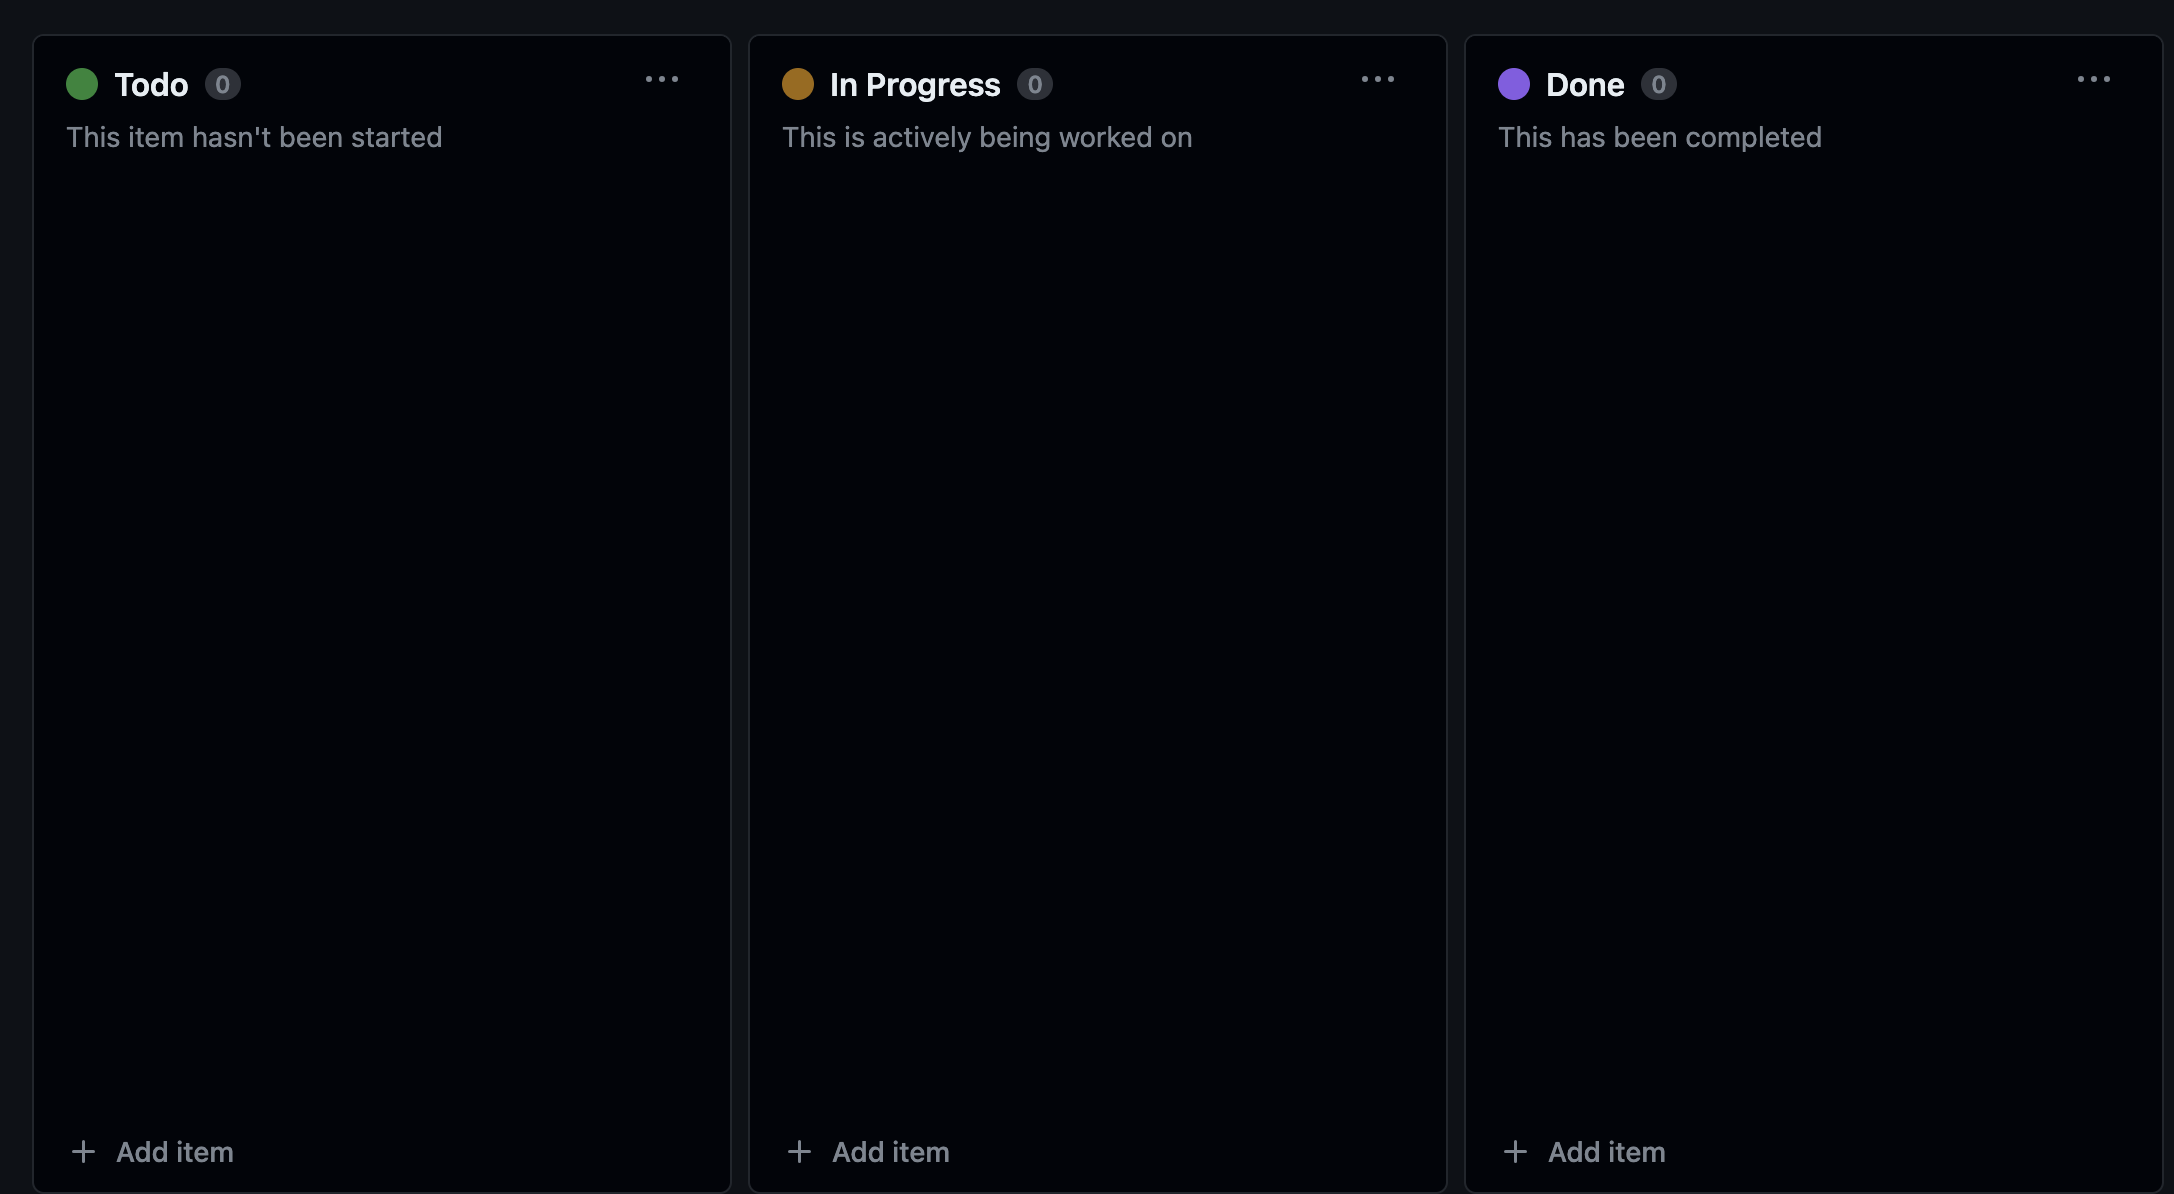 Todo 0
This item hasn't been started
+ Add item
In Progress 0
This is actively being worked on
+ Add item
Done 0
This has been completed
+ Add item